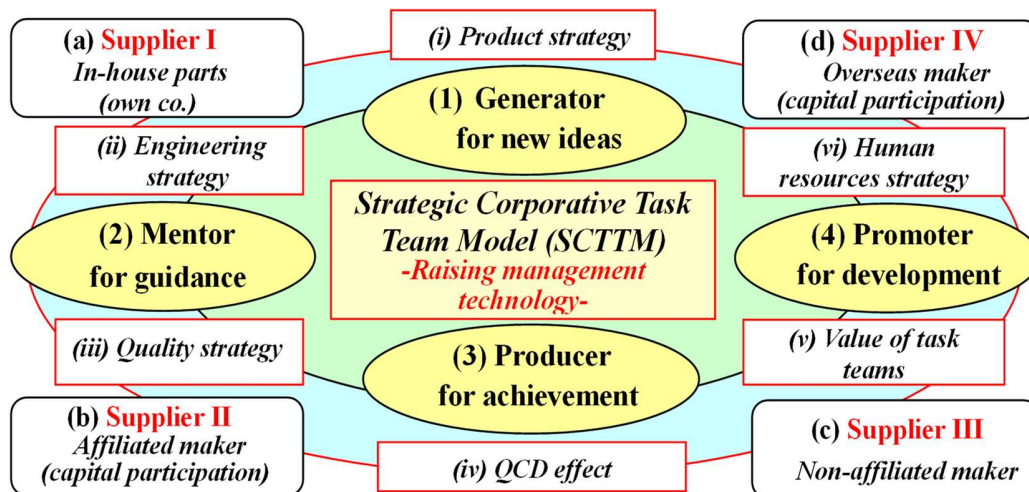 (a) Supplier I
In-house parts
(own co.)
(i) Product strategy
(d) Supplier IV
Overseas maker
(capital participation)
(1) Generator
for new ideas
(ii) Engineering
strategy
(vi) Human
resources strategy
Strategic Corporative Task
Team Model (SCTTM)
-Raising management
technology-
(2) Mentor
for guidance
(4) Promoter
for development
(iii) Quality strategy
(3) Producer
for achievement
(v) Value of task
teams
(b) Supplier II
Affiliated maker
(capital participation)
(iv) QCD effect
(c) Supplier III
Non-affiliated maker